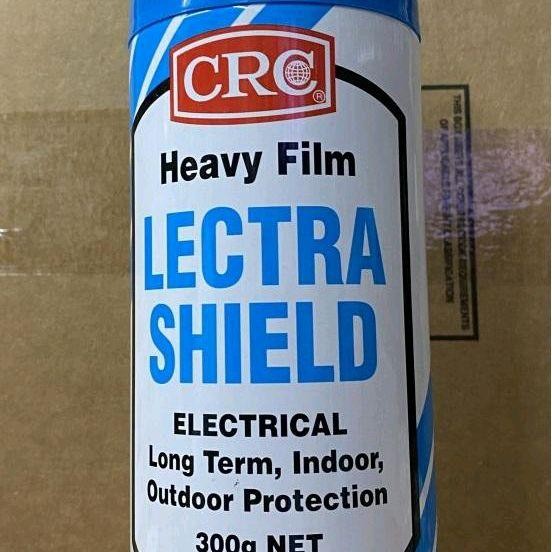 CRC®
Heavy Film
LECTRA
SHIELD
ELECTRICAL
Long Term, Indoor,
Outdoor Protection
300g NET